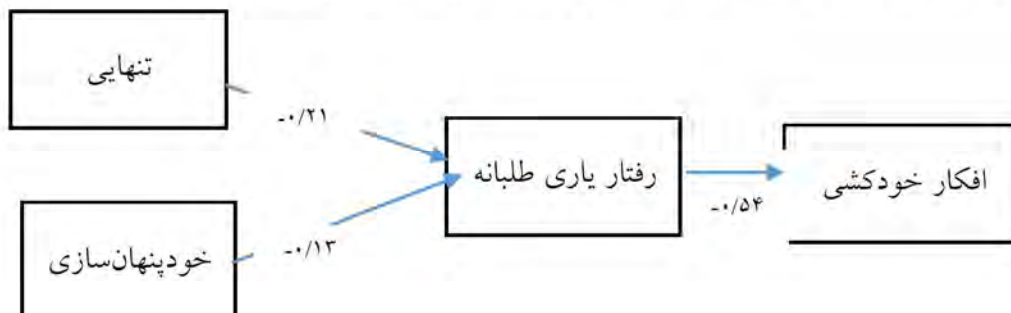 تنهایی
-۰/۲۱
رفتار یاری طلبانه
افکار خودکشی
-۰/۵۴
خودپنهان‌سازی
-۰/۱۳